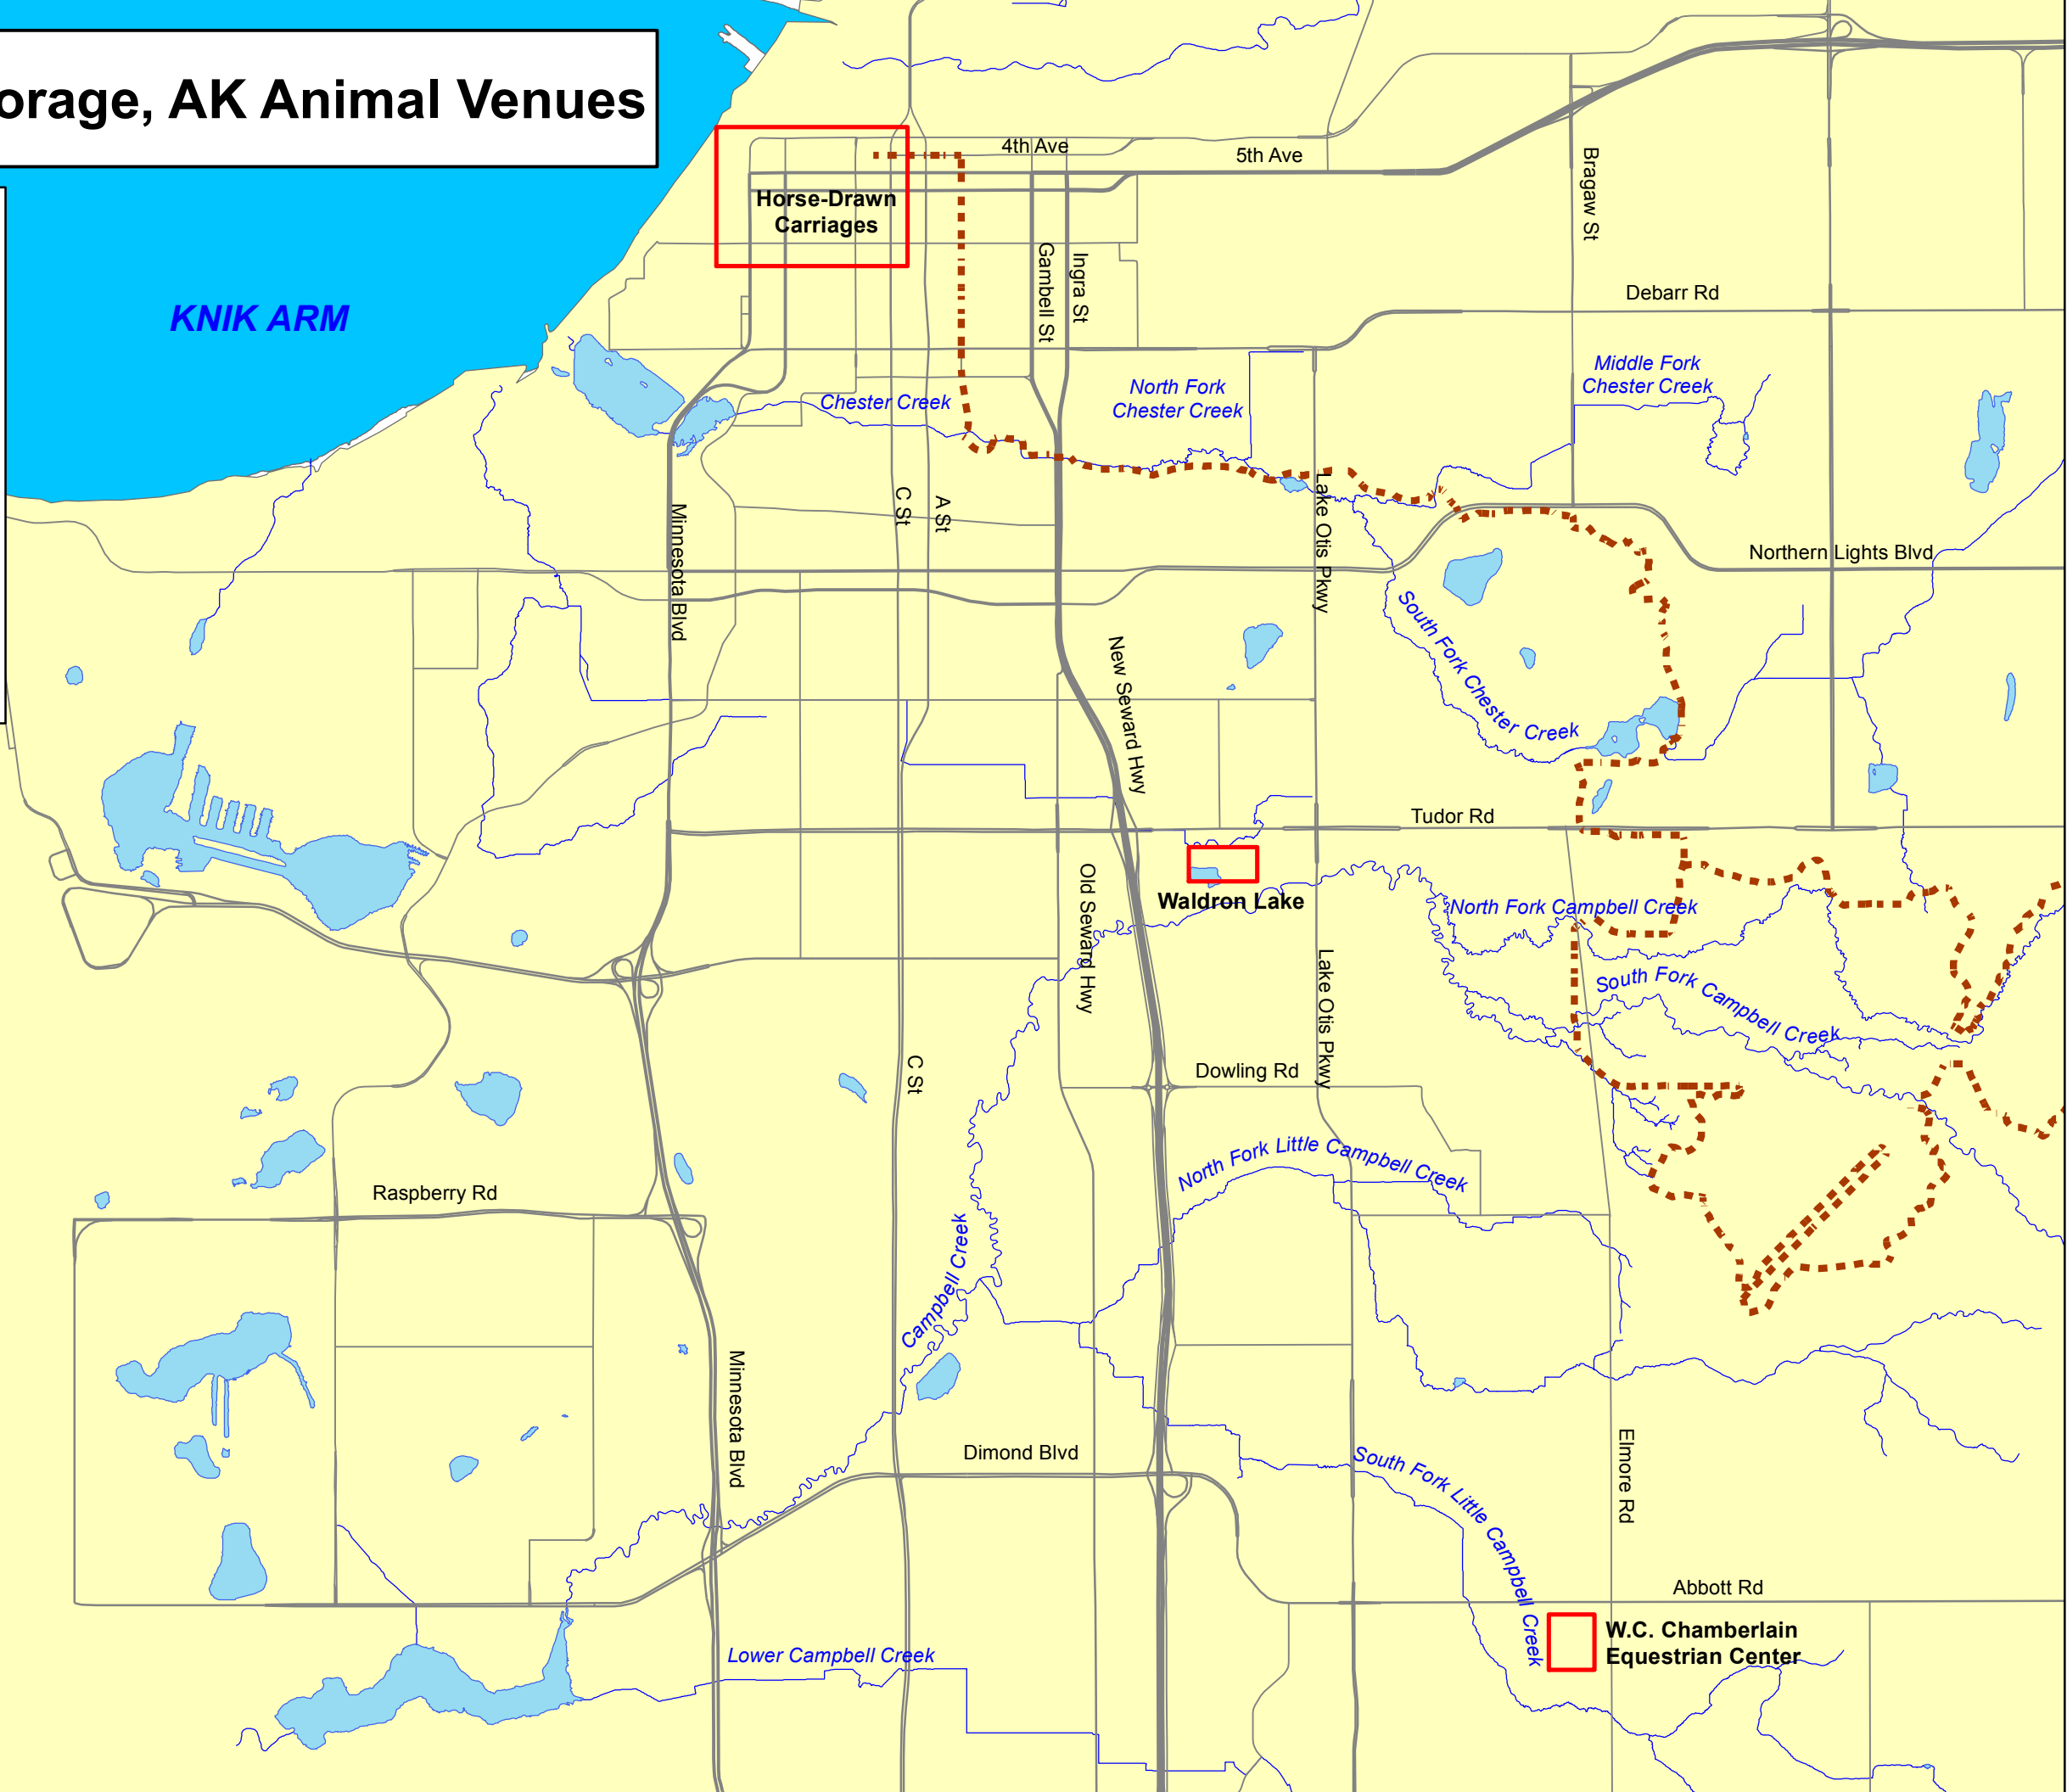 orage, AK Animal Venues
4th Ave
5th Ave
Bragaw St
Horse-Drawn
Carriages
Gambell St
Ingra St
KNIK ARM
Debarr Rd
Middle Fork
Chester Creek
North Fork
Chester Creek
Chester Creek
Minnesota Blvd
C St
A St
Lake Otis Pkwy
Northern Lights Blvd
South Fork Chester Creek
New Seward Hwy
Tudor Rd
Old Seward Hwy
Waldron Lake
North Fork Campbell Creek
Lake Otis Pkwy
South Fork Campbell Creek
C St
Dowling Rd
North Fork Little Campbell Creek
Raspberry Rd
Campbell Creek
Minnesota Blvd
Dimond Blvd
South Fork Little Campbell Creek
Elmore Rd
Abbott Rd
W.C. Chamberlain
Equestrian Center
Lower Campbell Creek